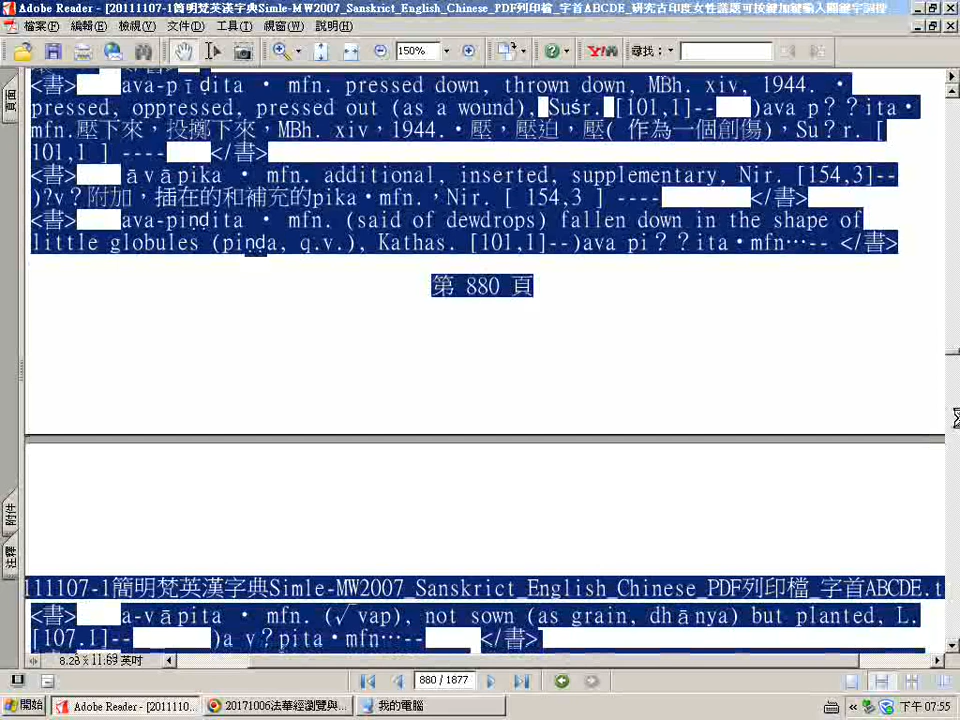 Adobe Reader - [20111107-1簡明梵英漢字典Simle-MW2007_Sanskrict_English_Chinese_PDF列印檔_字首ABCDE_研究古印度女性議題可按加鍵輸入關鍵字詞搜
檔案(F) 編輯(E) 檢視(V) 文件(D) 工具(T) 視窗(W) 說明(H)
150% 尋找:
頁面
<書> ava-pīḍita ‧ mfn. pressed down, thrown down, MBh. xiv, 1944. ‧
pressed, oppressed, pressed out (as a wound), Suśr. [101,1]-- )ava p??ita‧
mfn.壓下來，投擲下來，MBh. xiv，1944.‧壓，壓迫，壓( 作為一個創傷)，Su?r. [
101,1 ] ---- </書>
<書> āvāpika ‧ mfn. additional, inserted, supplementary, Nir. [154,3]--
)?v?附加，插在的和補充的pika‧mfn.，Nir. [ 154,3 ] ---- </書>
<書> ava-piṇḍita ‧ mfn. (said of dewdrops) fallen down in the shape of
little globules (piṇḍa, q.v.), Kathas. [101,1]--)ava pi??ita‧mfn…-- </書>
第 880 頁
附件
注釋
111107-1簡明梵英漢字典Simle-MW2007_Sanskrict_English_Chinese_PDF列印檔_字首ABCDE.t
<書> a-vāpita ‧ mfn. (√vap), not sown (as grain, dhānya) but planted, L.
[107.1]-- )a v?pita‧mfn…-- </書>
8.26 x 11.69 英吋
880 / 1877
開始 Adobe Reader - [2011110... 20171006法華經瀏覽與... 我的電腦 下午 07:55